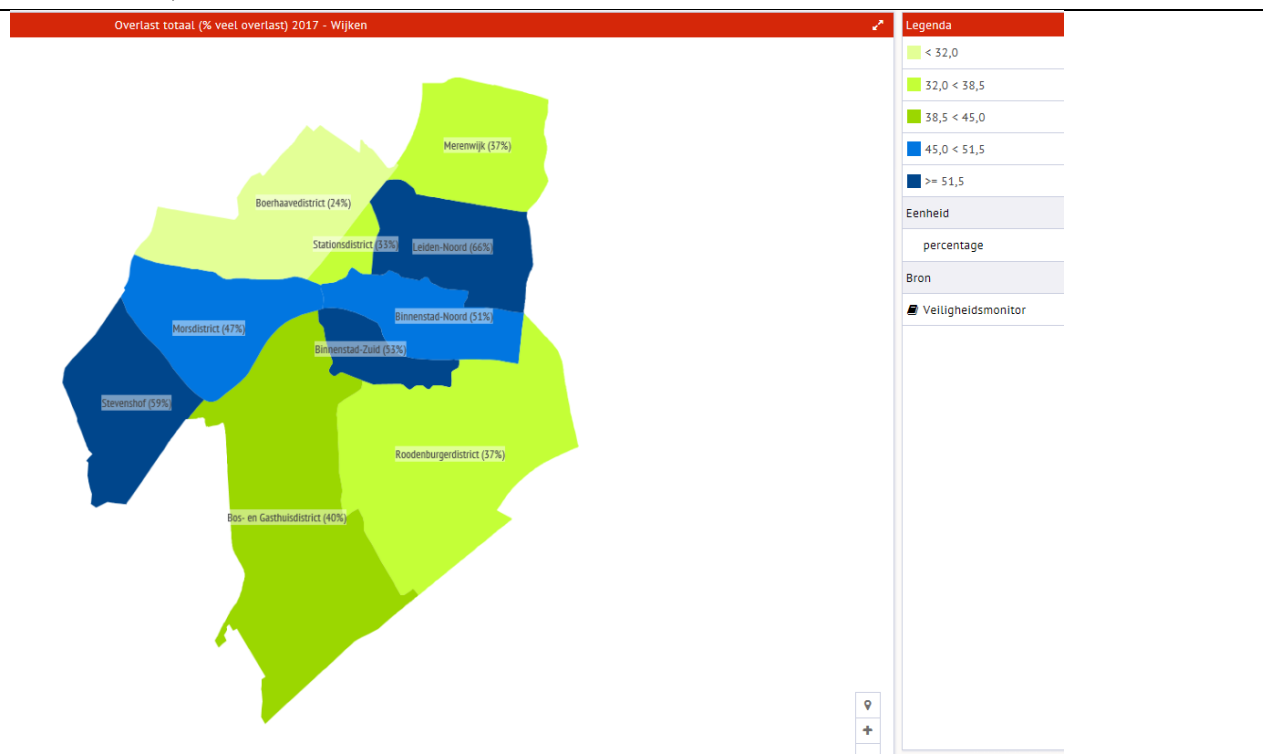 Overlast totaal (% veel overlast) 2017 - Wijken
Merenwijk (37%)
Boerhaavedistrict (24%)
Stationsdistrict (33%)
Leiden-Noord (66%)
Binnenstad-Noord (51%)
Morsdistrict (47%)
Binnenstad-Zuid (53%)
Stevenshof (59%)
Roodenburgerdistrict (37%)
Bos- en Gasthuisdistrict (40%)
Legenda
< 32,0
32,0 < 38,5
38,5 < 45,0
45,0 < 51,5
>= 51,5
Eenheid
percentage
Bron
Veiligheidsmonitor